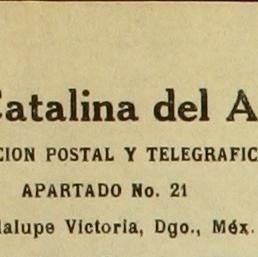 Catalina del A
CION POSTAL Y TELEGRAFIC
APARTADO No. 21
lalupe Victoria, Dgo., Méx.